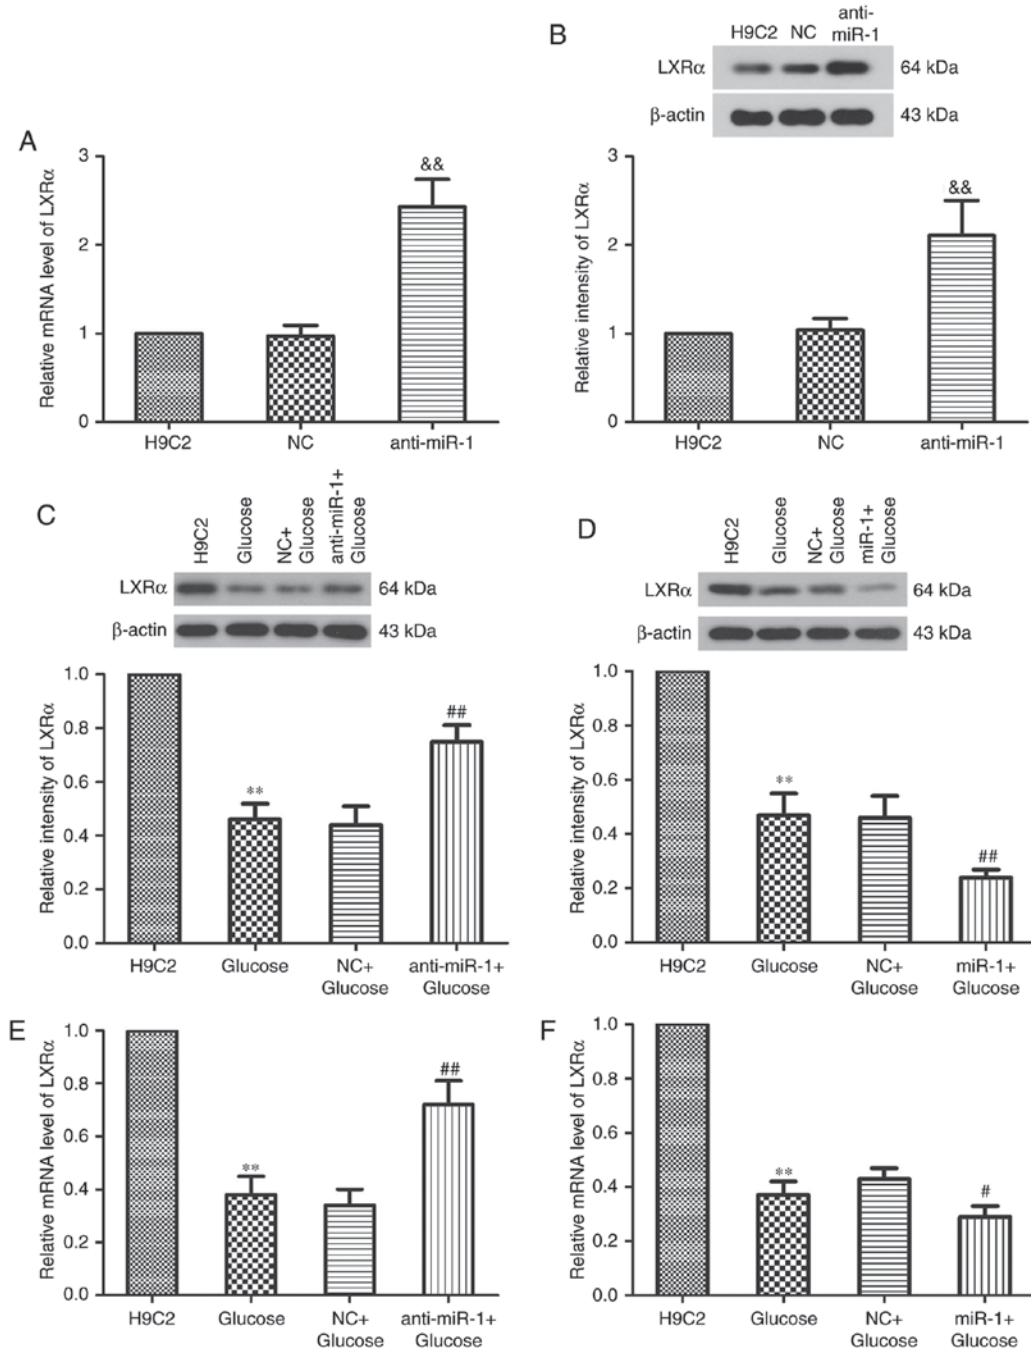 A
Relative mRNA level of LXRα
3
2
1
0
&&
H9C2
NC
anti-miR-1
B
H9C2 NC anti-
miR-1
LXRα 64 kDa
β-actin 43 kDa
Relative intensity of LXRα
3
2
1
0
&&
H9C2
NC
anti-miR-1
C
H9C2
Glucose
NC+
Glucose
anti-miR-1+
Glucose
LXRα 64 kDa
β-actin 43 kDa
Relative intensity of LXRα
1.0
0.8
0.6
0.4
0.2
0.0
**
##
H9C2
Glucose
NC+
Glucose
anti-miR-1+
Glucose
D
H9C2
Glucose
NC+
Glucose
miR-1+
Glucose
LXRα 64 kDa
β-actin 43 kDa
Relative intensity of LXRα
1.0
0.8
0.6
0.4
0.2
0.0
**
##
H9C2
Glucose
NC+
Glucose
miR-1+
Glucose
E
Relative mRNA level of LXRα
1.0
0.8
0.6
0.4
0.2
0.0
**
##
H9C2
Glucose
NC+
Glucose
anti-miR-1+
Glucose
F
Relative mRNA level of LXRα
1.0
0.8
0.6
0.4
0.2
0.0
**
#
H9C2
Glucose
NC+
Glucose
miR-1+
Glucose